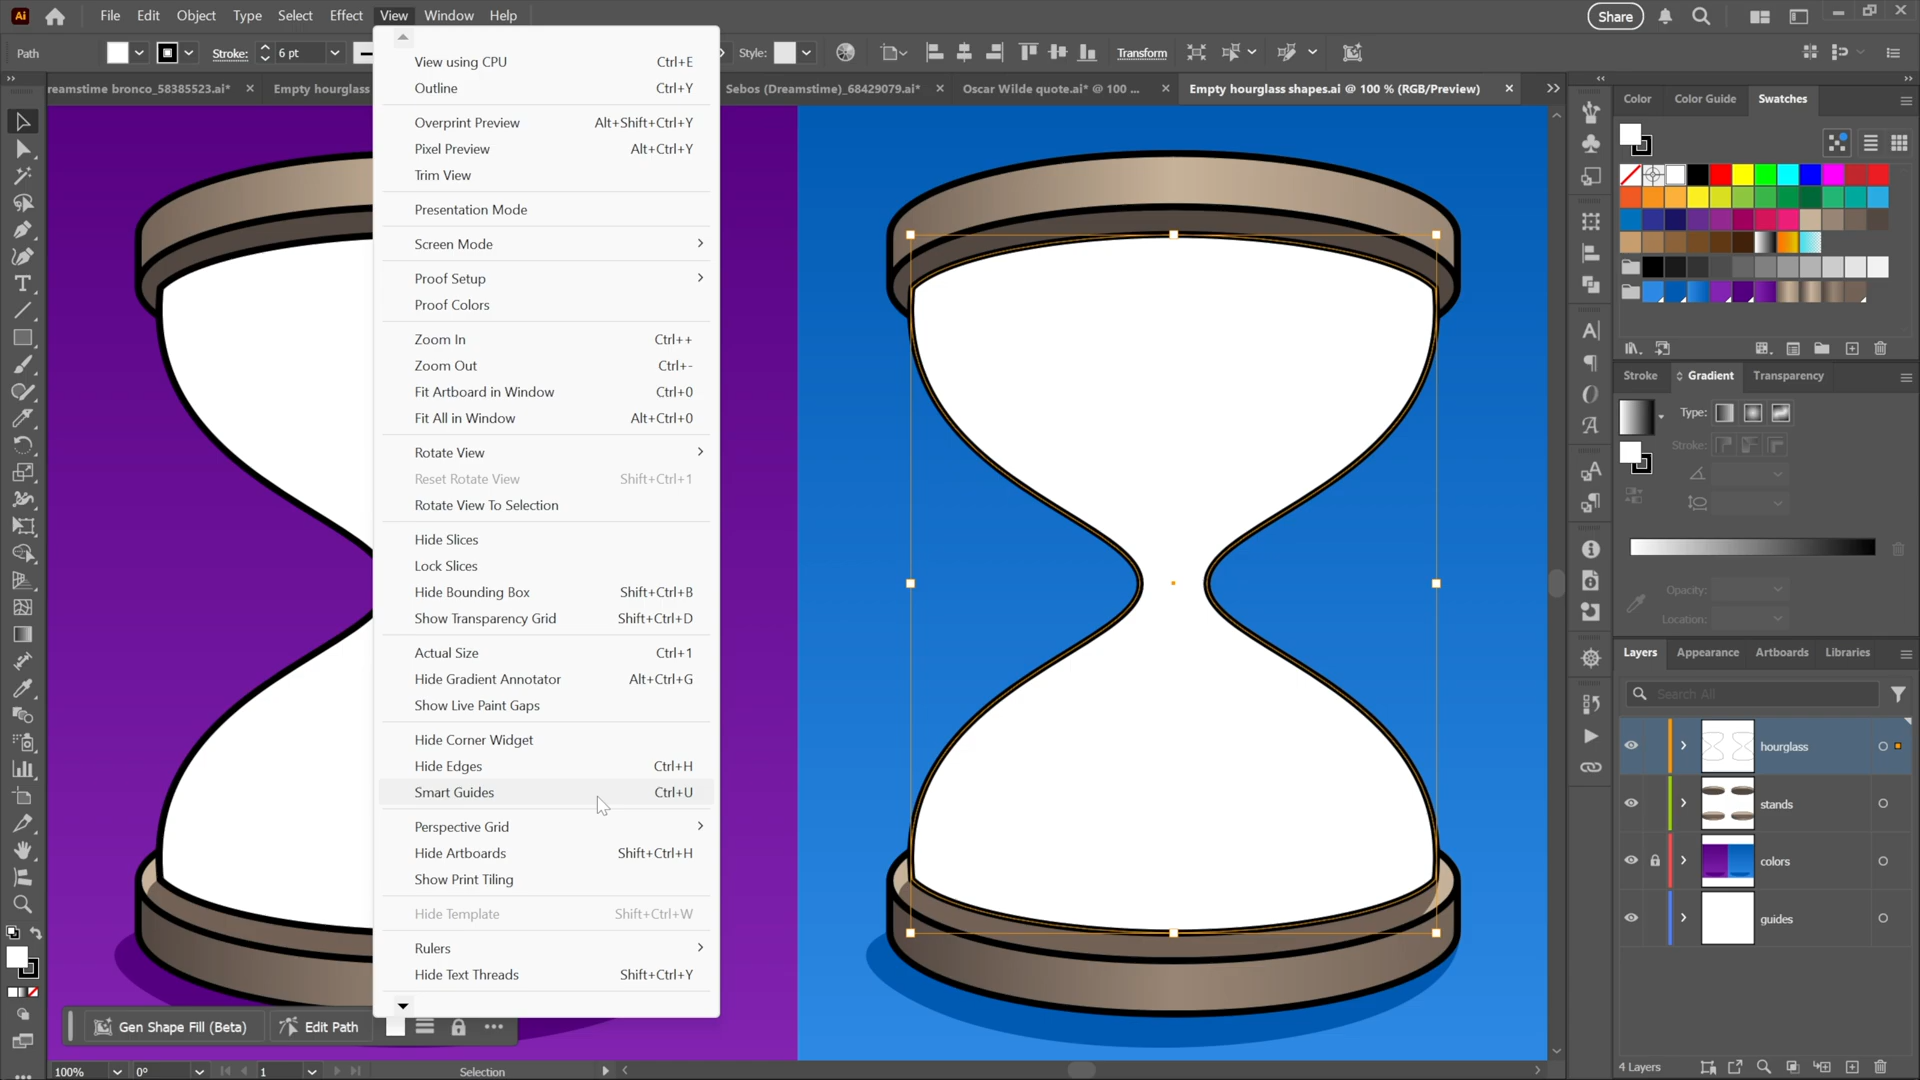 Ai File Edit Object Type Select Effect View Window Help Share
Path Stroke: 6 pt Style: Transform
reamstime bronco_58385523.ai* × Empty hourglass Sebos (Dreamstime)_68429079.ai* × Oscar Wilde quote.ai* @ 100 ... × Empty hourglass shapes.ai @ 100 % (RGB/Preview) ×
View using CPU Ctrl+E
Outline Ctrl+Y
Overprint Preview Alt+Shift+Ctrl+Y
Pixel Preview Alt+Ctrl+Y
Trim View
Presentation Mode
Screen Mode
Proof Setup
Proof Colors
Zoom In Ctrl++
Zoom Out Ctrl+-
Fit Artboard in Window Ctrl+0
Fit All in Window Alt+Ctrl+0
Rotate View
Reset Rotate View Shift+Ctrl+1
Rotate View To Selection
Hide Slices
Lock Slices
Hide Bounding Box Shift+Ctrl+B
Show Transparency Grid Shift+Ctrl+D
Actual Size Ctrl+1
Hide Gradient Annotator Alt+Ctrl+G
Show Live Paint Gaps
Hide Corner Widget
Hide Edges Ctrl+H
Smart Guides Ctrl+U
Perspective Grid
Hide Artboards Shift+Ctrl+H
Show Print Tiling
Hide Template Shift+Ctrl+W
Rulers
Hide Text Threads Shift+Ctrl+Y
Color Color Guide Swatches
Stroke Gradient Transparency
Type:
Stroke:
Opacity:
Location:
Layers Appearance Artboards Libraries
Search All
hourglass
stands
colors
guides
4 Layers
Gen Shape Fill (Beta) Edit Path
100% 0° 1 Selection